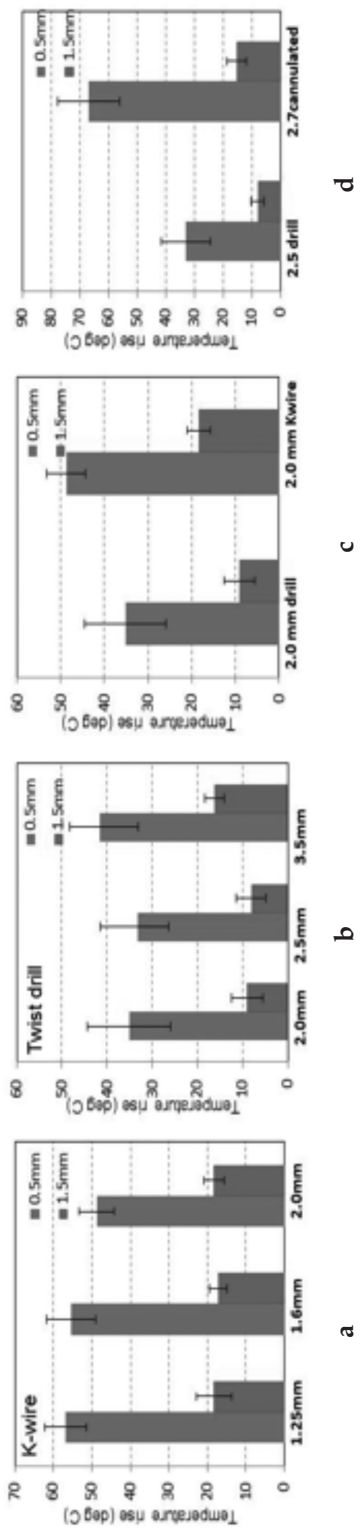 K-wire
0.5mm
1.5mm
Temperature rise (degC)
70
60
50
40
30
20
10
0
1.25mm
1.6mm
2.0mm
a
Twist drill
0.5mm
1.5mm
Temperature rise (degC)
60
50
40
30
20
10
0
2.0mm
2.5mm
3.5mm
b
0.5mm
1.5mm
Temperature rise (degC)
60
50
40
30
20
10
0
2.0 mm drill
2.0 mm Kwire
c
0.5mm
1.5mm
Temperature rise (degC)
90
80
70
60
50
40
30
20
10
0
2.5 drill
2.7cannulated
d